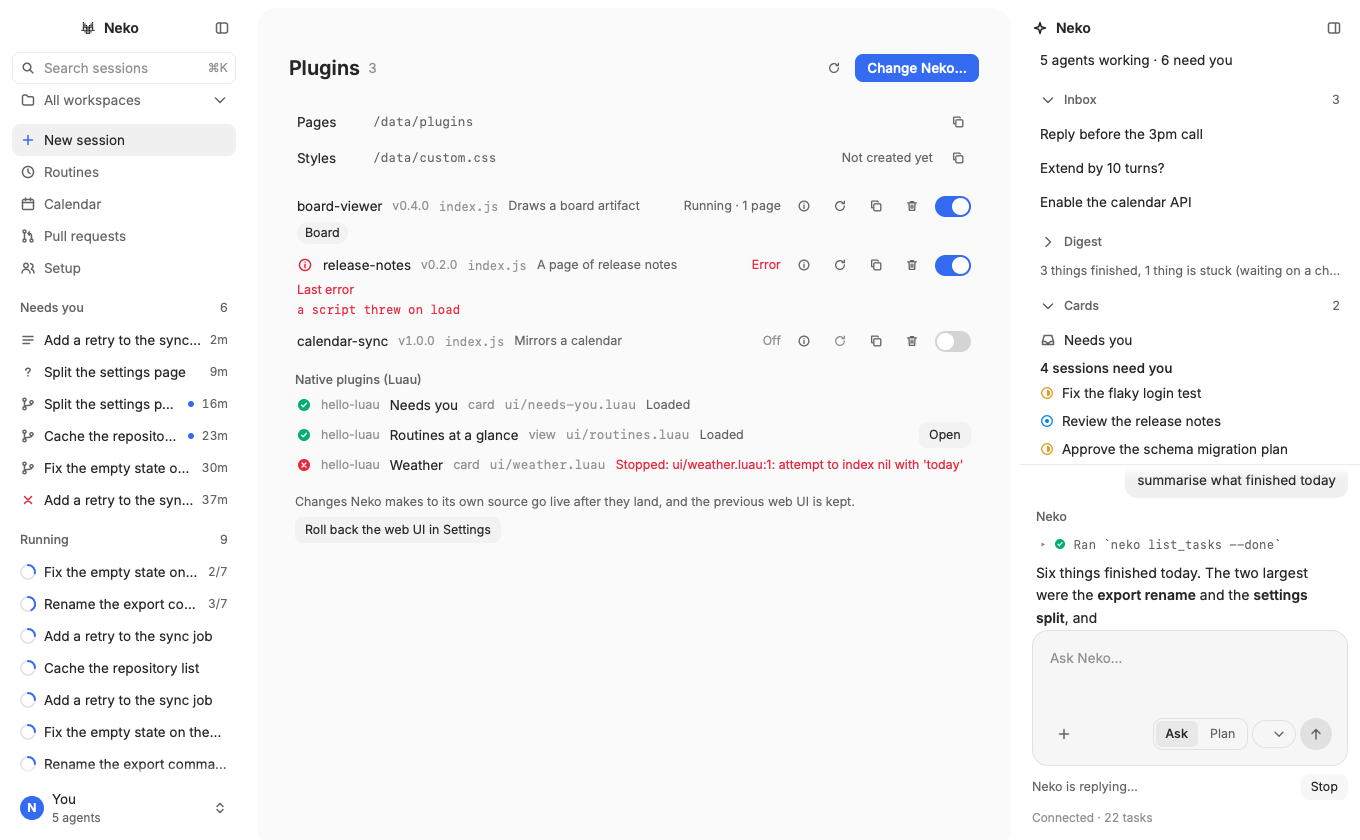 Neko
Search sessions ⌘K
All workspaces
New session
Routines
Calendar
Pull requests
Setup
Needs you 6
Add a retry to the sync... 2m
? Split the settings page 9m
Split the settings p... 16m
Cache the reposito... 23m
Fix the empty state o... 30m
Add a retry to the syn... 37m
Running 9
Fix the empty state on... 2/7
Rename the export co... 3/7
Add a retry to the sync job
Cache the repository list
Add a retry to the sync job
Fix the empty state on the...
Rename the export comma...
N
You
5 agents
Plugins 3
Change Neko...
Pages /data/plugins
Styles /data/custom.css Not created yet
board-viewer v0.4.0 index.js Draws a board artifact Running · 1 page
Board
release-notes v0.2.0 index.js A page of release notes Error
Last error
a script threw on load
calendar-sync v1.0.0 index.js Mirrors a calendar Off
Native plugins (Luau)
hello-luau Needs you card ui/needs-you.luau Loaded
hello-luau Routines at a glance view ui/routines.luau Loaded Open
hello-luau Weather card ui/weather.luau Stopped: ui/weather.luau:1: attempt to index nil with 'today'
Changes Neko makes to its own source go live after they land, and the previous web UI is kept.
Roll back the web UI in Settings
Neko
5 agents working · 6 need you
Inbox 3
Reply before the 3pm call
Extend by 10 turns?
Enable the calendar API
Digest
3 things finished, 1 thing is stuck (waiting on a ch...
Cards 2
Needs you
4 sessions need you
Fix the flaky login test
Review the release notes
Approve the schema migration plan
summarise what finished today
Neko
Ran `neko list_tasks --done`
Six things finished today. The two largest
were the export rename and the settings
split, and
Ask Neko...
Ask Plan
Neko is replying... Stop
Connected · 22 tasks